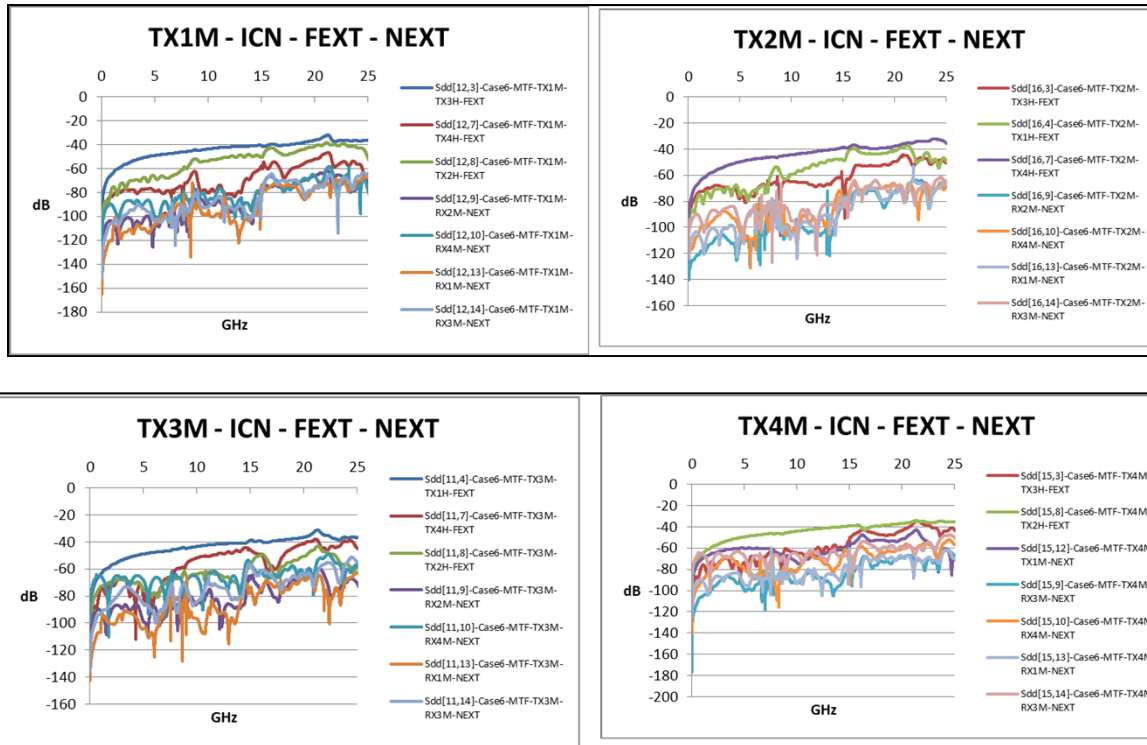 TX1M - ICN - FEXT - NEXT
0 5 10 15 20 25
0
-20
-40
-60
-80
-100
-120
-140
-160
-180
dB
GHz
Sdd[12,3]-Case6-MTF-TX1M-
TX3H-FEXT
Sdd[12,7]-Case6-MTF-TX1M-
TX4H-FEXT
Sdd[12,8]-Case6-MTF-TX1M-
TX2H-FEXT
Sdd[12,9]-Case6-MTF-TX1M-
RX2M-NEXT
Sdd[12,10]-Case6-MTF-TX1M-
RX4M-NEXT
Sdd[12,13]-Case6-MTF-TX1M-
RX1M-NEXT
Sdd[12,14]-Case6-MTF-TX1M-
RX3M-NEXT
TX2M - ICN - FEXT - NEXT
0 5 10 15 20 25
0
-20
-40
-60
-80
-100
-120
-140
-160
dB
GHz
Sdd[16,3]-Case6-MTF-TX2M-
TX3H-FEXT
Sdd[16,4]-Case6-MTF-TX2M-
TX1H-FEXT
Sdd[16,7]-Case6-MTF-TX2M-
TX4H-FEXT
Sdd[16,9]-Case6-MTF-TX2M-
RX2M-NEXT
Sdd[16,10]-Case6-MTF-TX2M-
RX4M-NEXT
Sdd[16,13]-Case6-MTF-TX2M-
RX1M-NEXT
Sdd[16,14]-Case6-MTF-TX2M-
RX3M-NEXT
TX3M - ICN - FEXT - NEXT
0 5 10 15 20 25
0
-20
-40
-60
-80
-100
-120
-140
-160
dB
GHz
Sdd[11,4]-Case6-MTF-TX3M-
TX1H-FEXT
Sdd[11,7]-Case6-MTF-TX3M-
TX4H-FEXT
Sdd[11,8]-Case6-MTF-TX3M-
TX2H-FEXT
Sdd[11,9]-Case6-MTF-TX3M-
RX2M-NEXT
Sdd[11,10]-Case6-MTF-TX3M-
RX4M-NEXT
Sdd[11,13]-Case6-MTF-TX3M-
RX1M-NEXT
Sdd[11,14]-Case6-MTF-TX3M-
RX3M-NEXT
TX4M - ICN - FEXT - NEXT
0 5 10 15 20 25
0
-20
-40
-60
-80
-100
-120
-140
-160
-180
-200
dB
GHz
Sdd[15,3]-Case6-MTF-TX4M
TX3H-FEXT
Sdd[15,8]-Case6-MTF-TX4M
TX2H-FEXT
Sdd[15,12]-Case6-MTF-TX4M
TX1M-NEXT
Sdd[15,9]-Case6-MTF-TX4M
RX3M-NEXT
Sdd[15,10]-Case6-MTF-TX4M
RX4M-NEXT
Sdd[15,13]-Case6-MTF-TX4M
RX1M-NEXT
Sdd[15,14]-Case6-MTF-TX4M
RX3M-NEXT